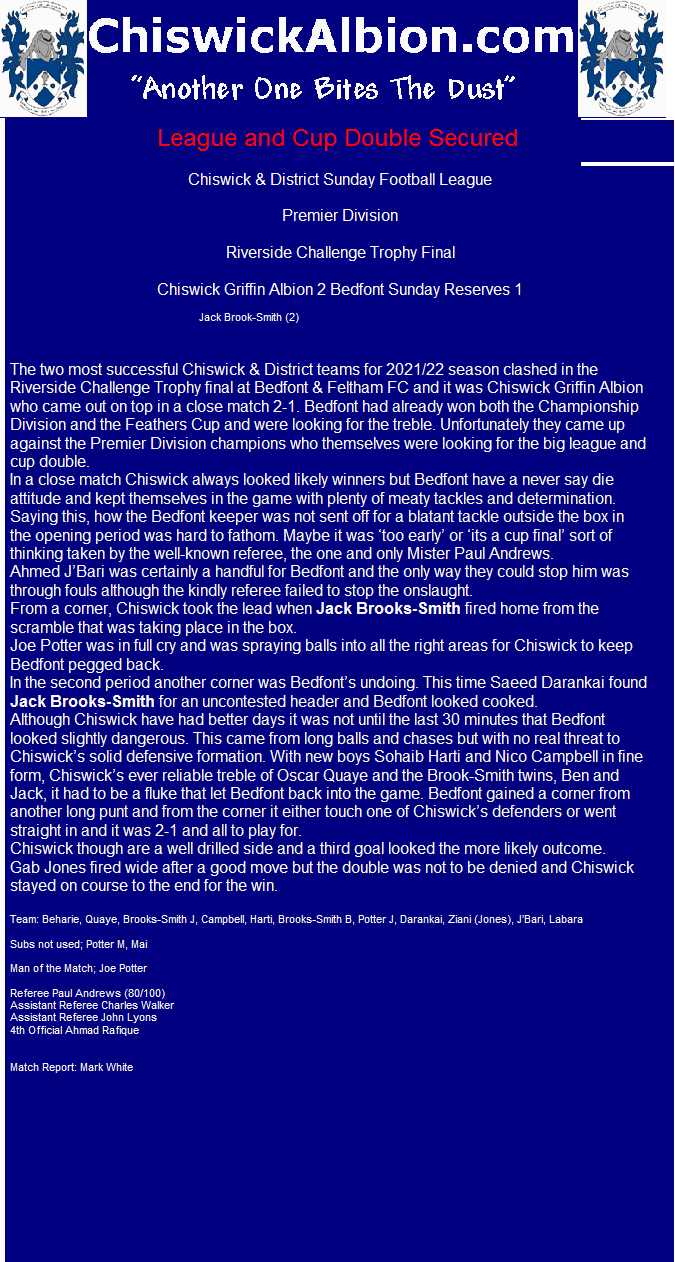 ChiswickAlbion.com
“Another One Bites The Dust”
League and Cup Double Secured
Chiswick & District Sunday Football League
Premier Division
Riverside Challenge Trophy Final
Chiswick Griffin Albion 2 Bedfont Sunday Reserves 1
Jack Brook-Smith (2)
The two most successful Chiswick & District teams for 2021/22 season clashed in the
Riverside Challenge Trophy final at Bedfont & Feltham FC and it was Chiswick Griffin Albion
who came out on top in a close match 2-1. Bedfont had already won both the Championship
Division and the Feathers Cup and were looking for the treble. Unfortunately they came up
against the Premier Division champions who themselves were looking for the big league and
cup double.
In a close match Chiswick always looked likely winners but Bedfont have a never say die
attitude and kept themselves in the game with plenty of meaty tackles and determination.
Saying this, how the Bedfont keeper was not sent off for a blatant tackle outside the box in
the opening period was hard to fathom. Maybe it was ‘too early’ or ‘its a cup final’ sort of
thinking taken by the well-known referee, the one and only Mister Paul Andrews.
Ahmed J’Bari was certainly a handful for Bedfont and the only way they could stop him was
through fouls although the kindly referee failed to stop the onslaught.
From a corner, Chiswick took the lead when Jack Brooks-Smith fired home from the
scramble that was taking place in the box.
Joe Potter was in full cry and was spraying balls into all the right areas for Chiswick to keep
Bedfont pegged back.
In the second period another corner was Bedfont’s undoing. This time Saeed Darankai found
Jack Brooks-Smith for an uncontested header and Bedfont looked cooked.
Although Chiswick have had better days it was not until the last 30 minutes that Bedfont
looked slightly dangerous. This came from long balls and chases but with no real threat to
Chiswick’s solid defensive formation. With new boys Sohaib Harti and Nico Campbell in fine
form, Chiswick’s ever reliable treble of Oscar Quaye and the Brook-Smith twins, Ben and
Jack, it had to be a fluke that let Bedfont back into the game. Bedfont gained a corner from
another long punt and from the corner it either touch one of Chiswick’s defenders or went
straight in and it was 2-1 and all to play for.
Chiswick though are a well drilled side and a third goal looked the more likely outcome.
Gab Jones fired wide after a good move but the double was not to be denied and Chiswick
stayed on course to the end for the win.
Team: Beharie, Quaye, Brooks-Smith J, Campbell, Harti, Brooks-Smith B, Potter J, Darankai, Ziani (Jones), J'Bari, Labara
Subs not used; Potter M, Mai
Man of the Match; Joe Potter
Referee Paul Andrews (80/100)
Assistant Referee Charles Walker
Assistant Referee John Lyons
4th Official Ahmad Rafique
Match Report: Mark White